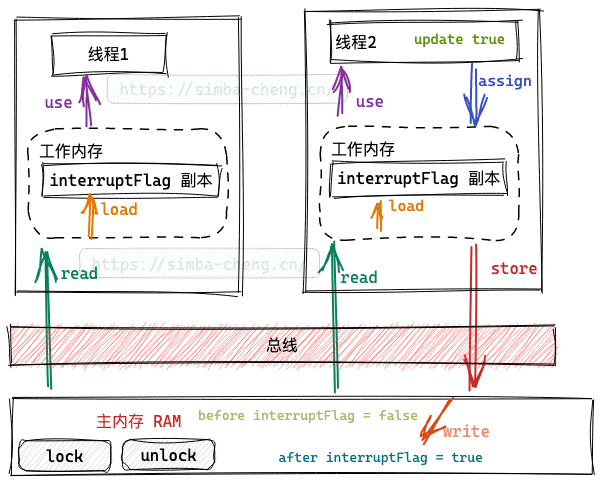 线程1
线程2
update true
https://simba-cheng.cn/
use
use
assign
工作内存
工作内存
interruptFlag 副本
interruptFlag 副本
load
load
https://simba-cheng.cn/
read
read
store
总线
主内存 RAM
before interruptFlag = false
write
lock
unlock
after interruptFlag = true